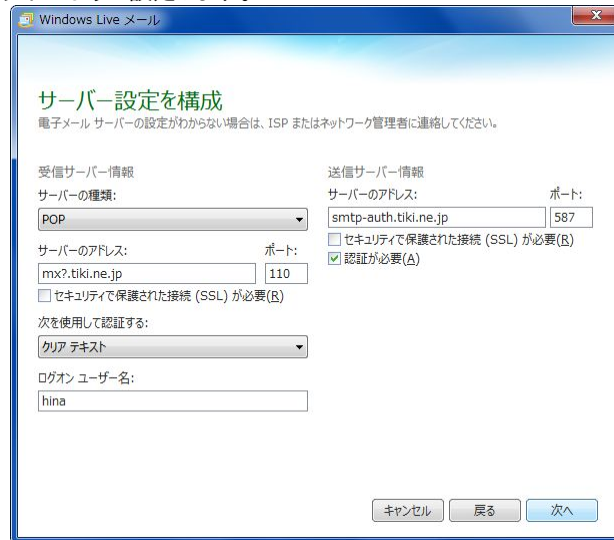 Windows Live メール
サーバー設定を構成
電子メール サーバーの設定がわからない場合は、ISP またはネットワーク管理者に連絡してください。
受信サーバー情報
サーバーの種類:
POP
サーバーのアドレス:
ポート:
mx?.tiki.ne.jp
110
セキュリティで保護された接続 (SSL) が必要(R)
次を使用して認証する:
クリア テキスト
ログオン ユーザー名:
hina
送信サーバー情報
サーバーのアドレス:
ポート:
smtp-auth.tiki.ne.jp
587
セキュリティで保護された接続 (SSL) が必要(R)
認証が必要(A)
キャンセル
戻る
次へ